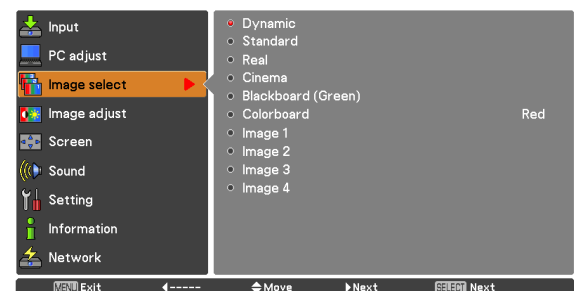 Input
PC adjust
Image select
Image adjust
Screen
Sound
Setting
Information
Network
Dynamic
Standard
Real
Cinema
Blackboard (Green)
Colorboard Red
Image 1
Image 2
Image 3
Image 4
MENU Exit ----- Move Next SELECT Next